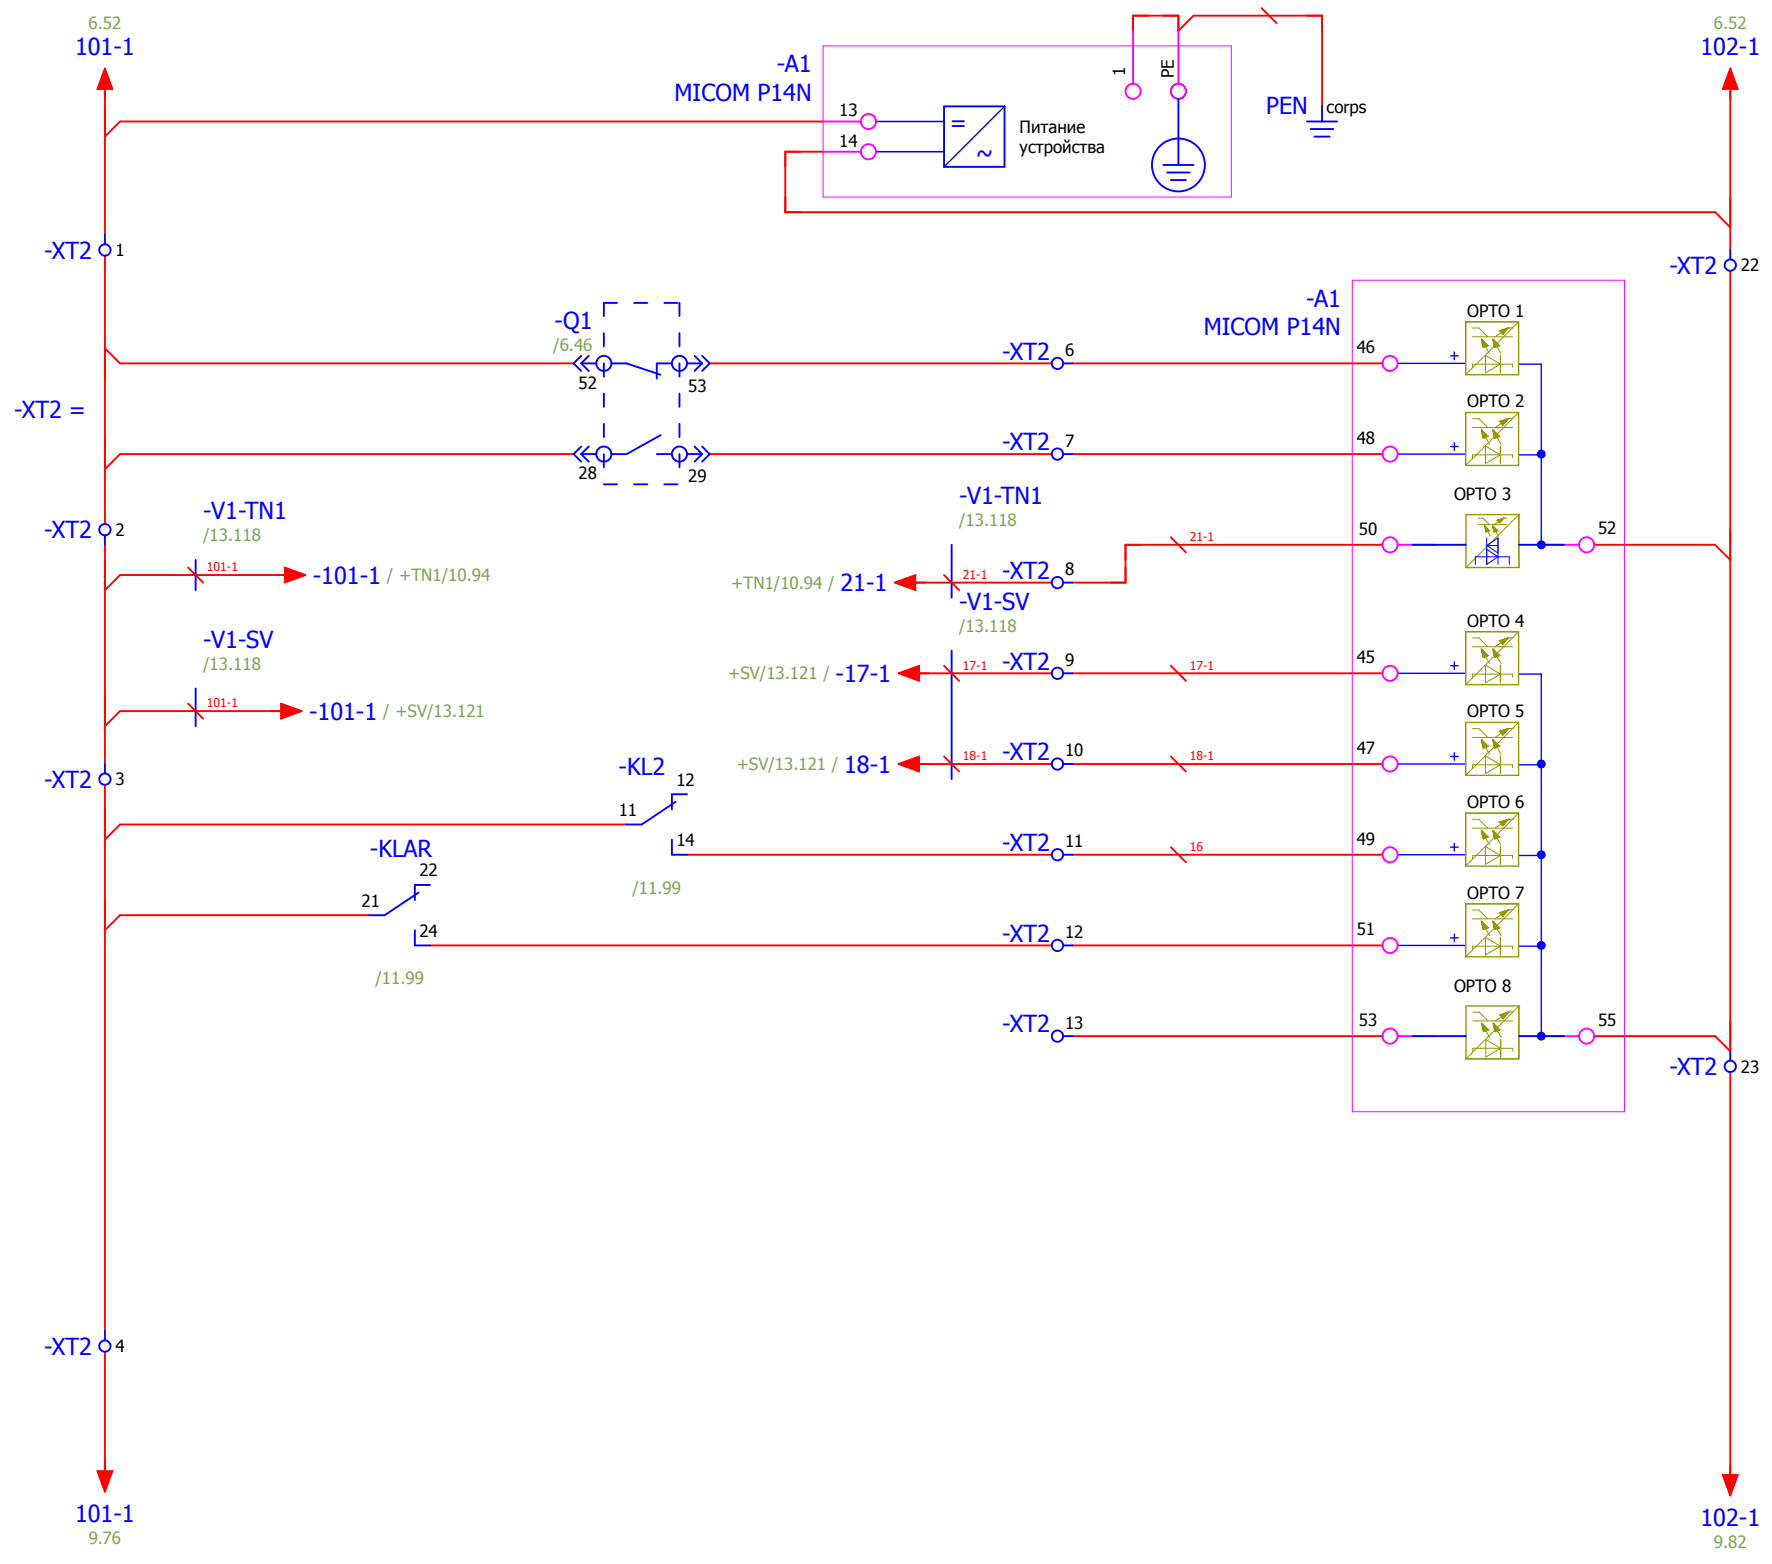 6.52
101-1
6.52
102-1
-A1
MICOM P14N
1
PE
PEN corps
13
14
=
~
Питание
устройства
-XT2 1
-XT2 22
-A1
MICOM P14N
-Q1
/6.46
52
53
-XT2 6
46
+
OPTO 1
-XT2 =
28
29
-XT2 7
48
+
OPTO 2
-XT2 2
-V1-TN1
/13.118
101-1
-101-1 / +TN1/10.94
-V1-TN1
/13.118
+TN1/10.94 / 21-1
21-1
-XT2 8
21-1
50
OPTO 3
52
-V1-SV
/13.118
101-1
-101-1 / +SV/13.121
-V1-SV
/13.118
+SV/13.121 / -17-1
17-1
-XT2 9
17-1
45
+
OPTO 4
+SV/13.121 / 18-1
18-1
-XT2 10
18-1
47
+
OPTO 5
-XT2 3
-KL2
12
11
14
/11.99
-XT2 11
16
49
+
OPTO 6
-KLAR
22
21
24
/11.99
-XT2 12
51
+
OPTO 7
-XT2 13
53
OPTO 8
55
-XT2 23
-XT2 4
101-1
9.76
102-1
9.82